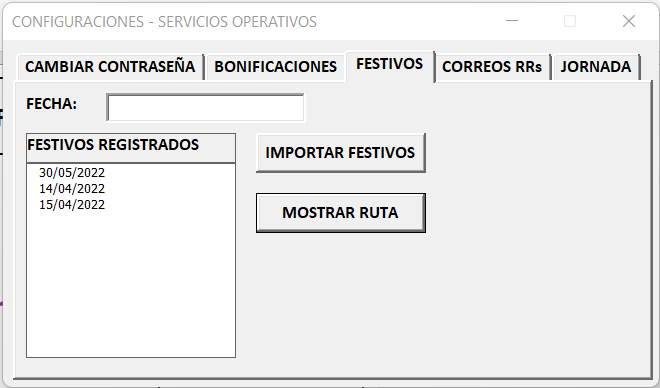 CONFIGURACIONES - SERVICIOS OPERATIVOS
CAMBIAR CONTRASEÑA BONIFICACIONES FESTIVOS CORREOS RRs JORNADA
FECHA:
FESTIVOS REGISTRADOS
30/05/2022
14/04/2022
15/04/2022
IMPORTAR FESTIVOS
MOSTRAR RUTA